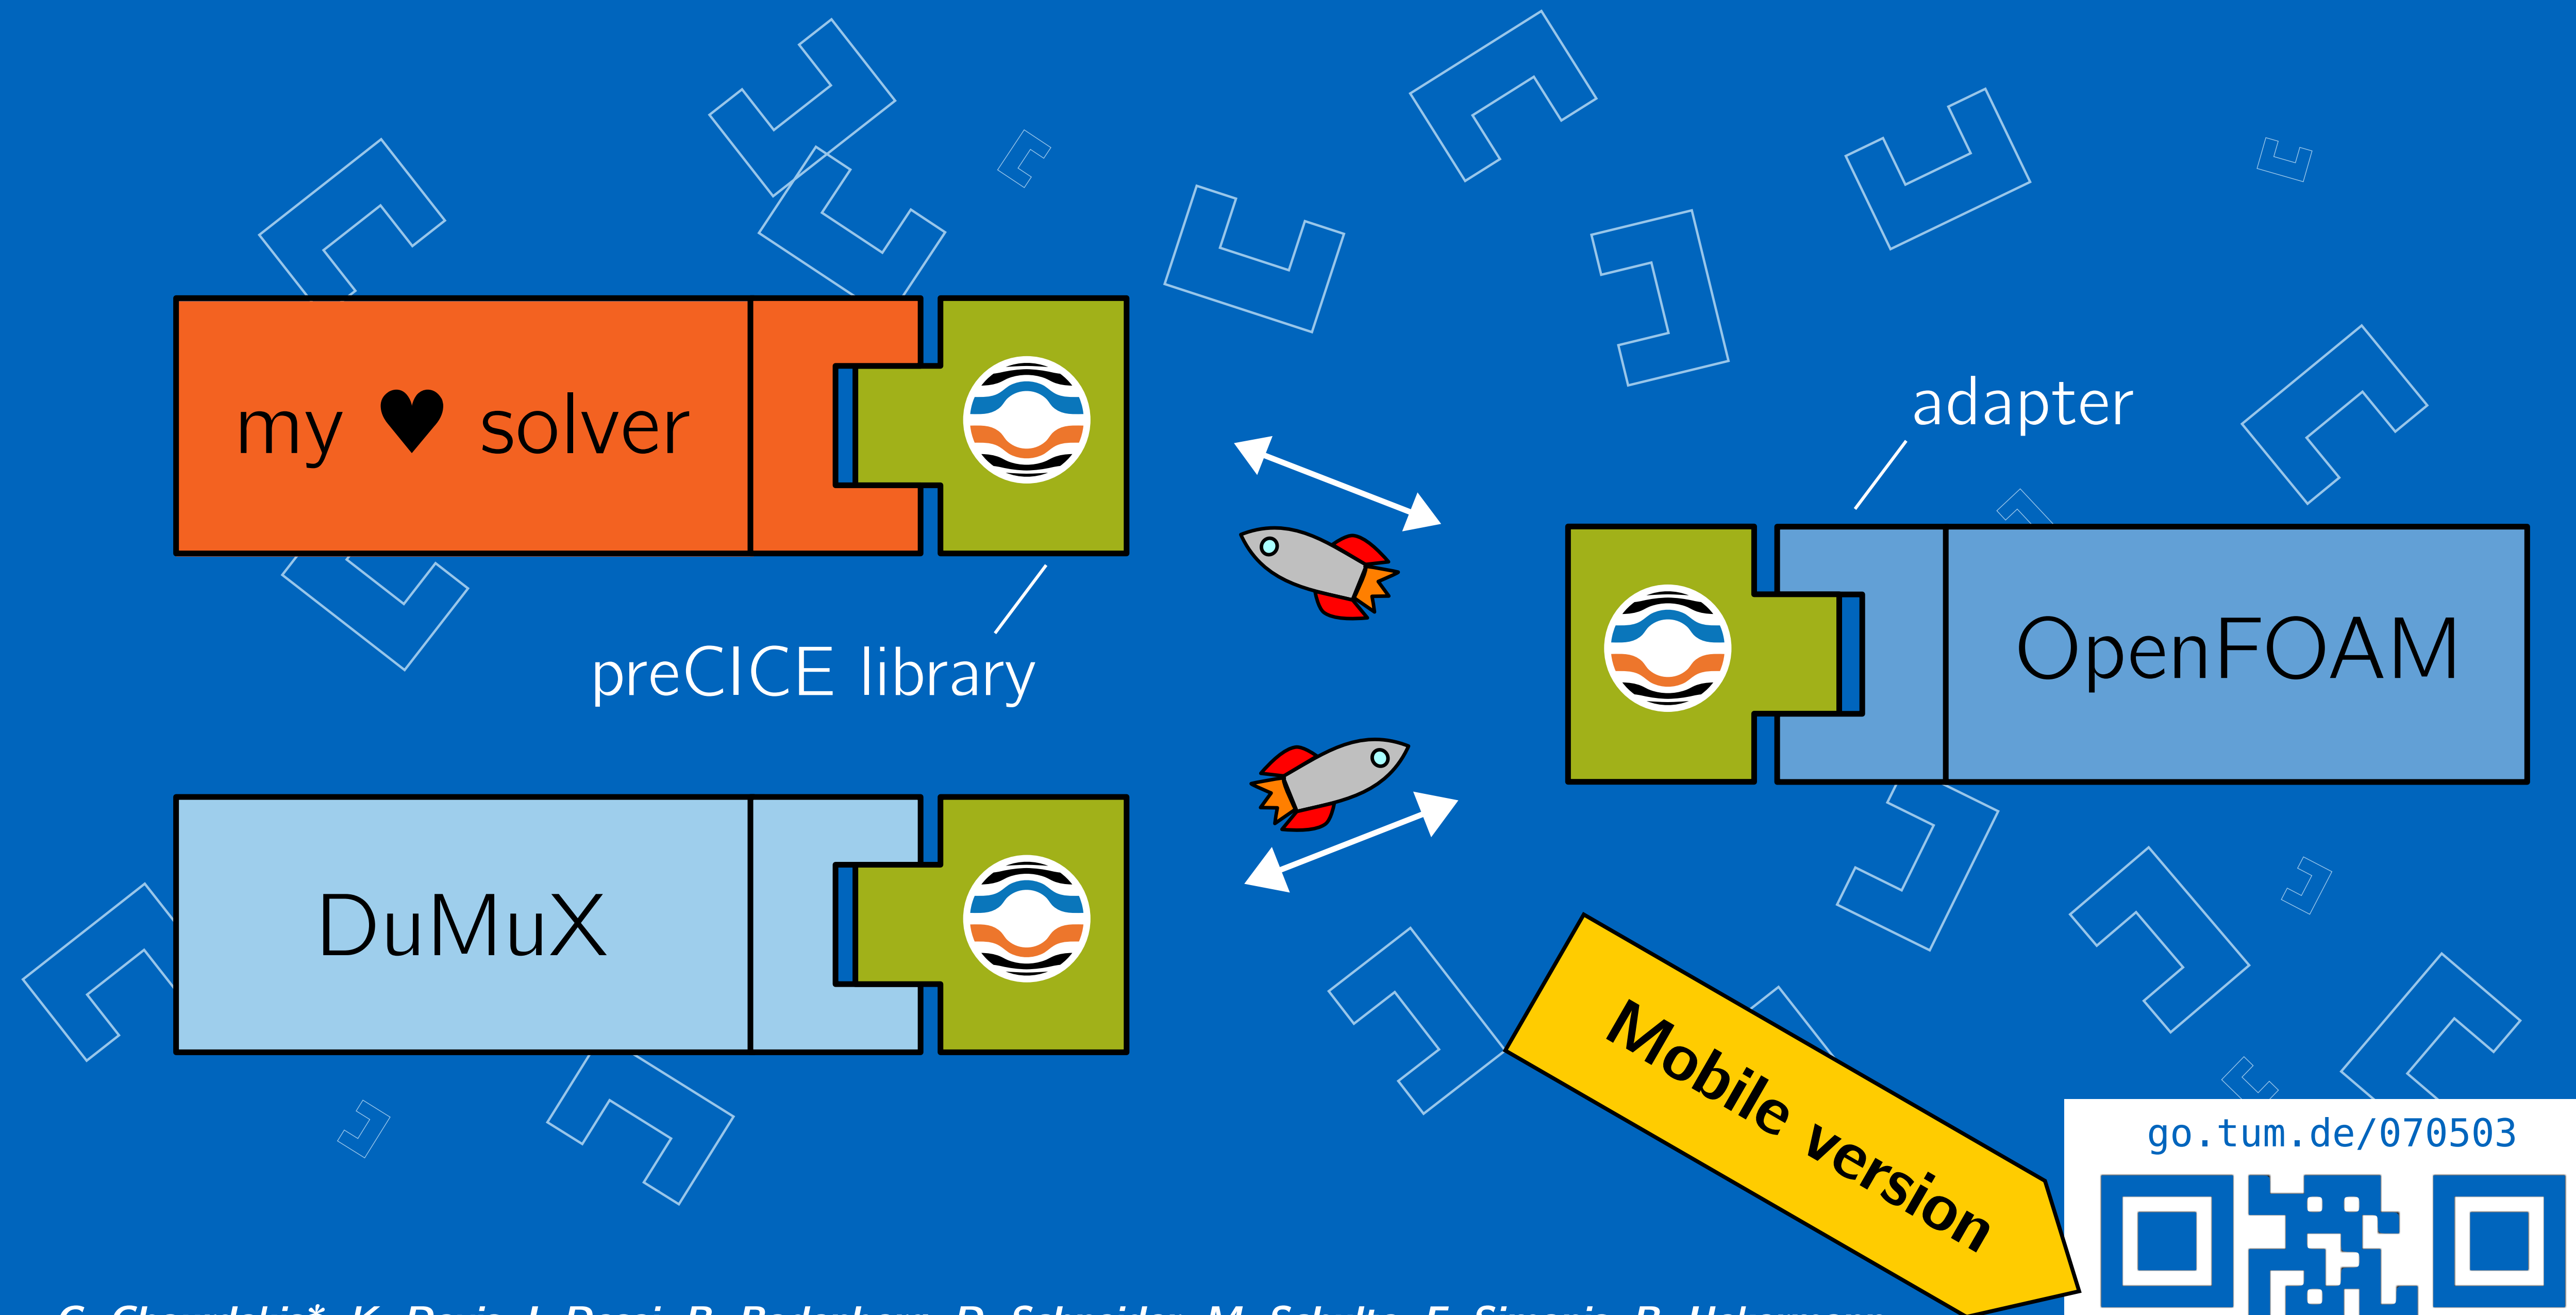 my ♥ solver
adapter
preCICE library
OpenFOAM
DuMuX
Mobile version
go.tum.de/070503